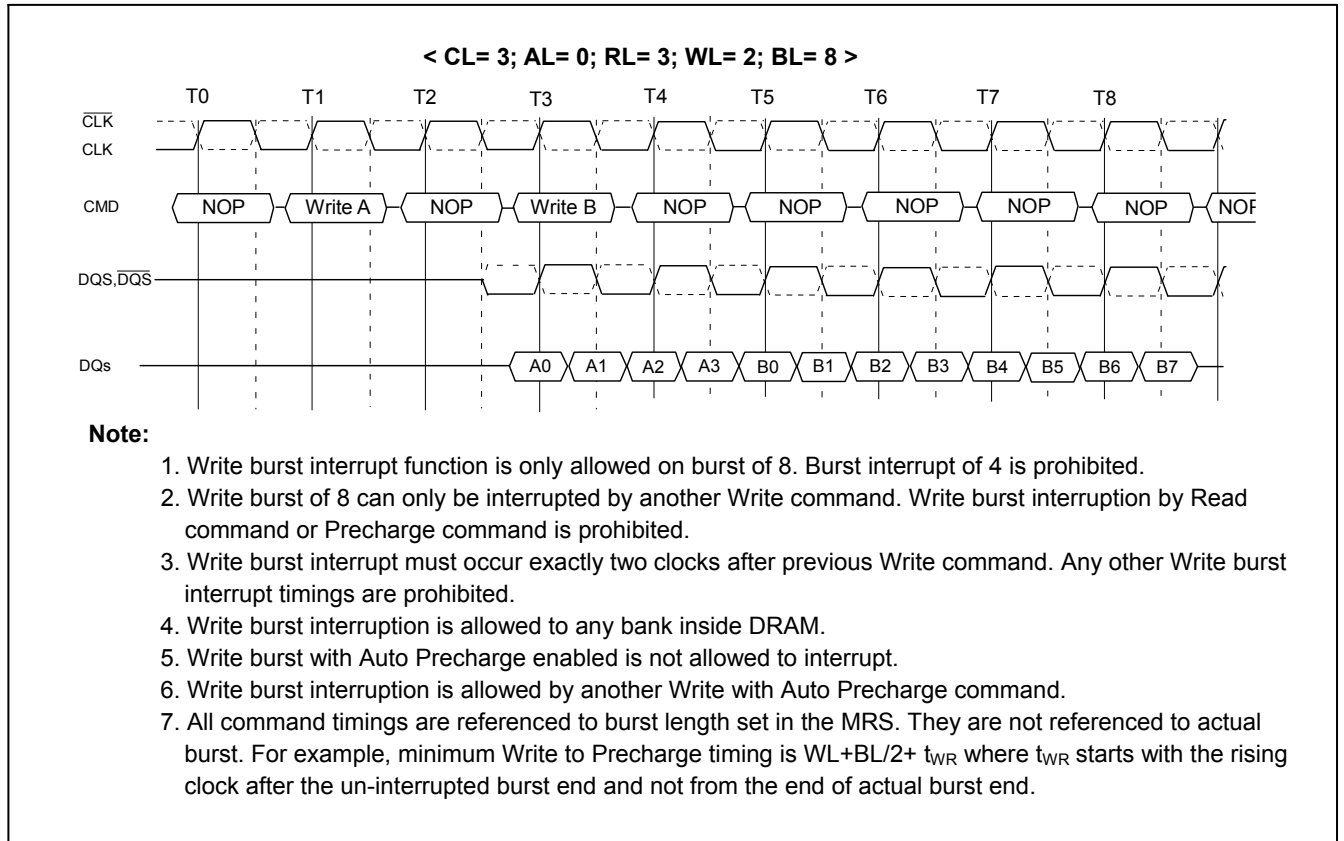 < CL= 3; AL= 0; RL= 3; WL= 2; BL= 8 >
T0 T1 T2 T3 T4 T5 T6 T7 T8
CLK
CLK
CMD NOP Write A NOP Write B NOP NOP NOP NOP NOP NOP
DQS,DQS
DQs A0 A1 A2 A3 B0 B1 B2 B3 B4 B5 B6 B7
Note:
1. Write burst interrupt function is only allowed on burst of 8. Burst interrupt of 4 is prohibited.
2. Write burst of 8 can only be interrupted by another Write command. Write burst interruption by Read
command or Precharge command is prohibited.
3. Write burst interrupt must occur exactly two clocks after previous Write command. Any other Write burst
interrupt timings are prohibited.
4. Write burst interruption is allowed to any bank inside DRAM.
5. Write burst with Auto Precharge enabled is not allowed to interrupt.
6. Write burst interruption is allowed by another Write with Auto Precharge command.
7. All command timings are referenced to burst length set in the MRS. They are not referenced to actual
burst. For example, minimum Write to Precharge timing is WL+BL/2+ tWR where tWR starts with the rising
clock after the un-interrupted burst end and not from the end of actual burst end.